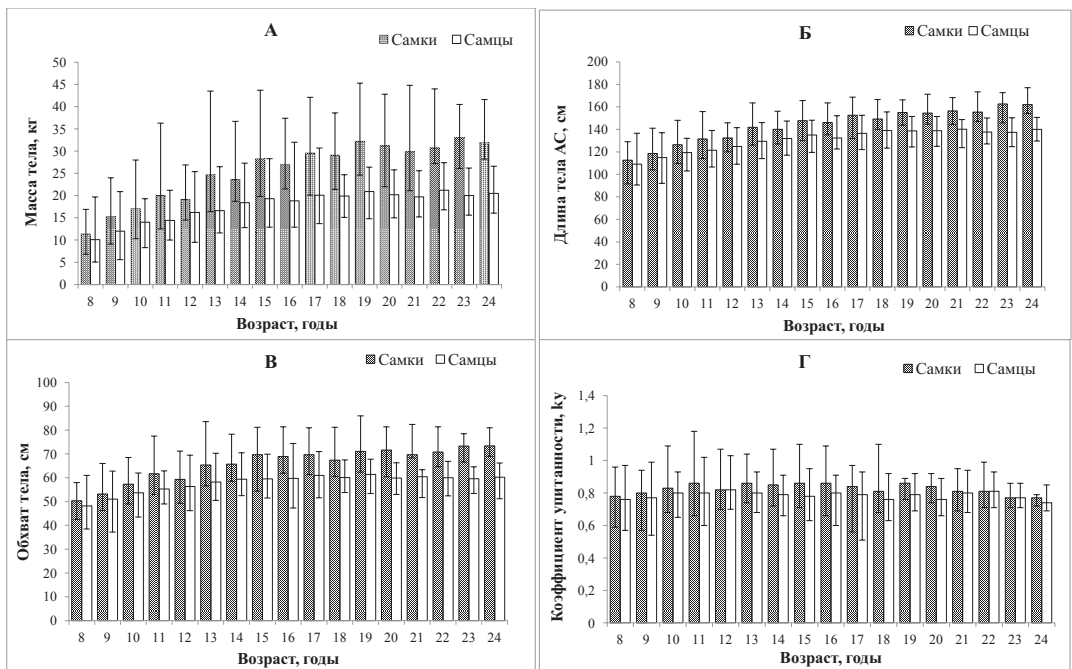 А
Самки Самцы
Масса тела, кг
50
45
40
35
30
25
20
15
10
5
0
8 9 10 11 12 13 14 15 16 17 18 19 20 21 22 23 24
Возраст, годы
Б
Самки Самцы
Длина тела АС, см
200
180
160
140
120
100
80
60
40
20
0
8 9 10 11 12 13 14 15 16 17 18 19 20 21 22 23 24
Возраст, годы
В
Самки Самцы
Обхват тела, см
100
90
80
70
60
50
40
30
20
10
0
8 9 10 11 12 13 14 15 16 17 18 19 20 21 22 23 24
Возраст, годы
Г
Самки Самцы
Коэффициент упитанности, ку
1,4
1,2
1
0,8
0,6
0,4
0,2
0
8 9 10 11 12 13 14 15 16 17 18 19 20 21 22 23 24
Возраст, годы